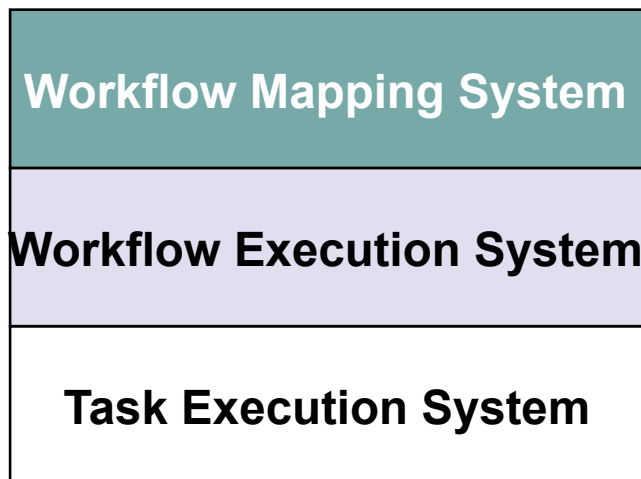 Workflow Mapping System
Workflow Execution System
Task Execution System